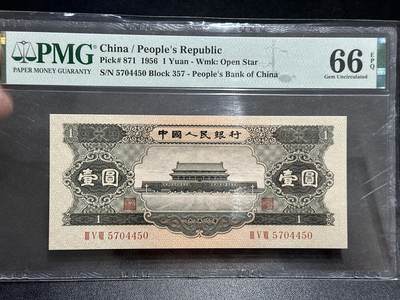 PMG
PAPER MONEY GUARANTY
China / People's Republic
Pick# 871 1956 1 Yuan - Wmk: Open Star
S/N 5704450 Block 357 - People's Bank of China
66 EPQ
Gem Uncirculated
1 中國人民銀行 1
壹圓 壹圓
1 1
Ⅲ Ⅴ Ⅶ 5704450 Ⅲ Ⅴ Ⅶ 5704450